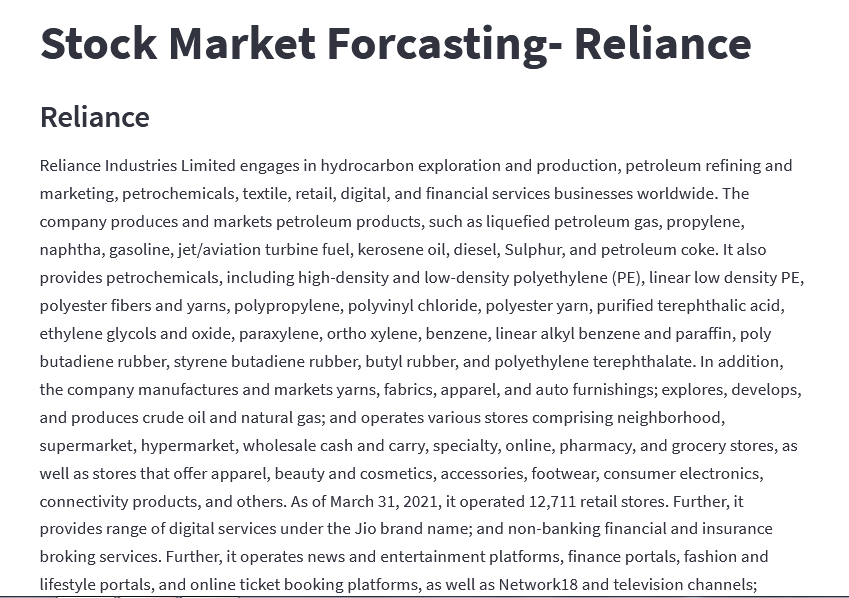 Stock Market Forcasting- Reliance
Reliance
Reliance Industries Limited engages in hydrocarbon exploration and production, petroleum refining and
marketing, petrochemicals, textile, retail, digital, and financial services businesses worldwide. The
company produces and markets petroleum products, such as liquefied petroleum gas, propylene,
naphtha, gasoline, jet/aviation turbine fuel, kerosene oil, diesel, Sulphur, and petroleum coke. It also
provides petrochemicals, including high-density and low-density polyethylene (PE), linear low density PE,
polyester fibers and yarns, polypropylene, polyvinyl chloride, polyester yarn, purified terephthalic acid,
ethylene glycols and oxide, paraxylene, ortho xylene, benzene, linear alkyl benzene and paraffin, poly
butadiene rubber, styrene butadiene rubber, butyl rubber, and polyethylene terephthalate. In addition,
the company manufactures and markets yarns, fabrics, apparel, and auto furnishings; explores, develops,
and produces crude oil and natural gas; and operates various stores comprising neighborhood,
supermarket, hypermarket, wholesale cash and carry, specialty, online, pharmacy, and grocery stores, as
well as stores that offer apparel, beauty and cosmetics, accessories, footwear, consumer electronics,
connectivity products, and others. As of March 31, 2021, it operated 12,711 retail stores. Further, it
provides range of digital services under the Jio brand name; and non-banking financial and insurance
broking services. Further, it operates news and entertainment platforms, finance portals, fashion and
lifestyle portals, and online ticket booking platforms, as well as Network18 and television channels;